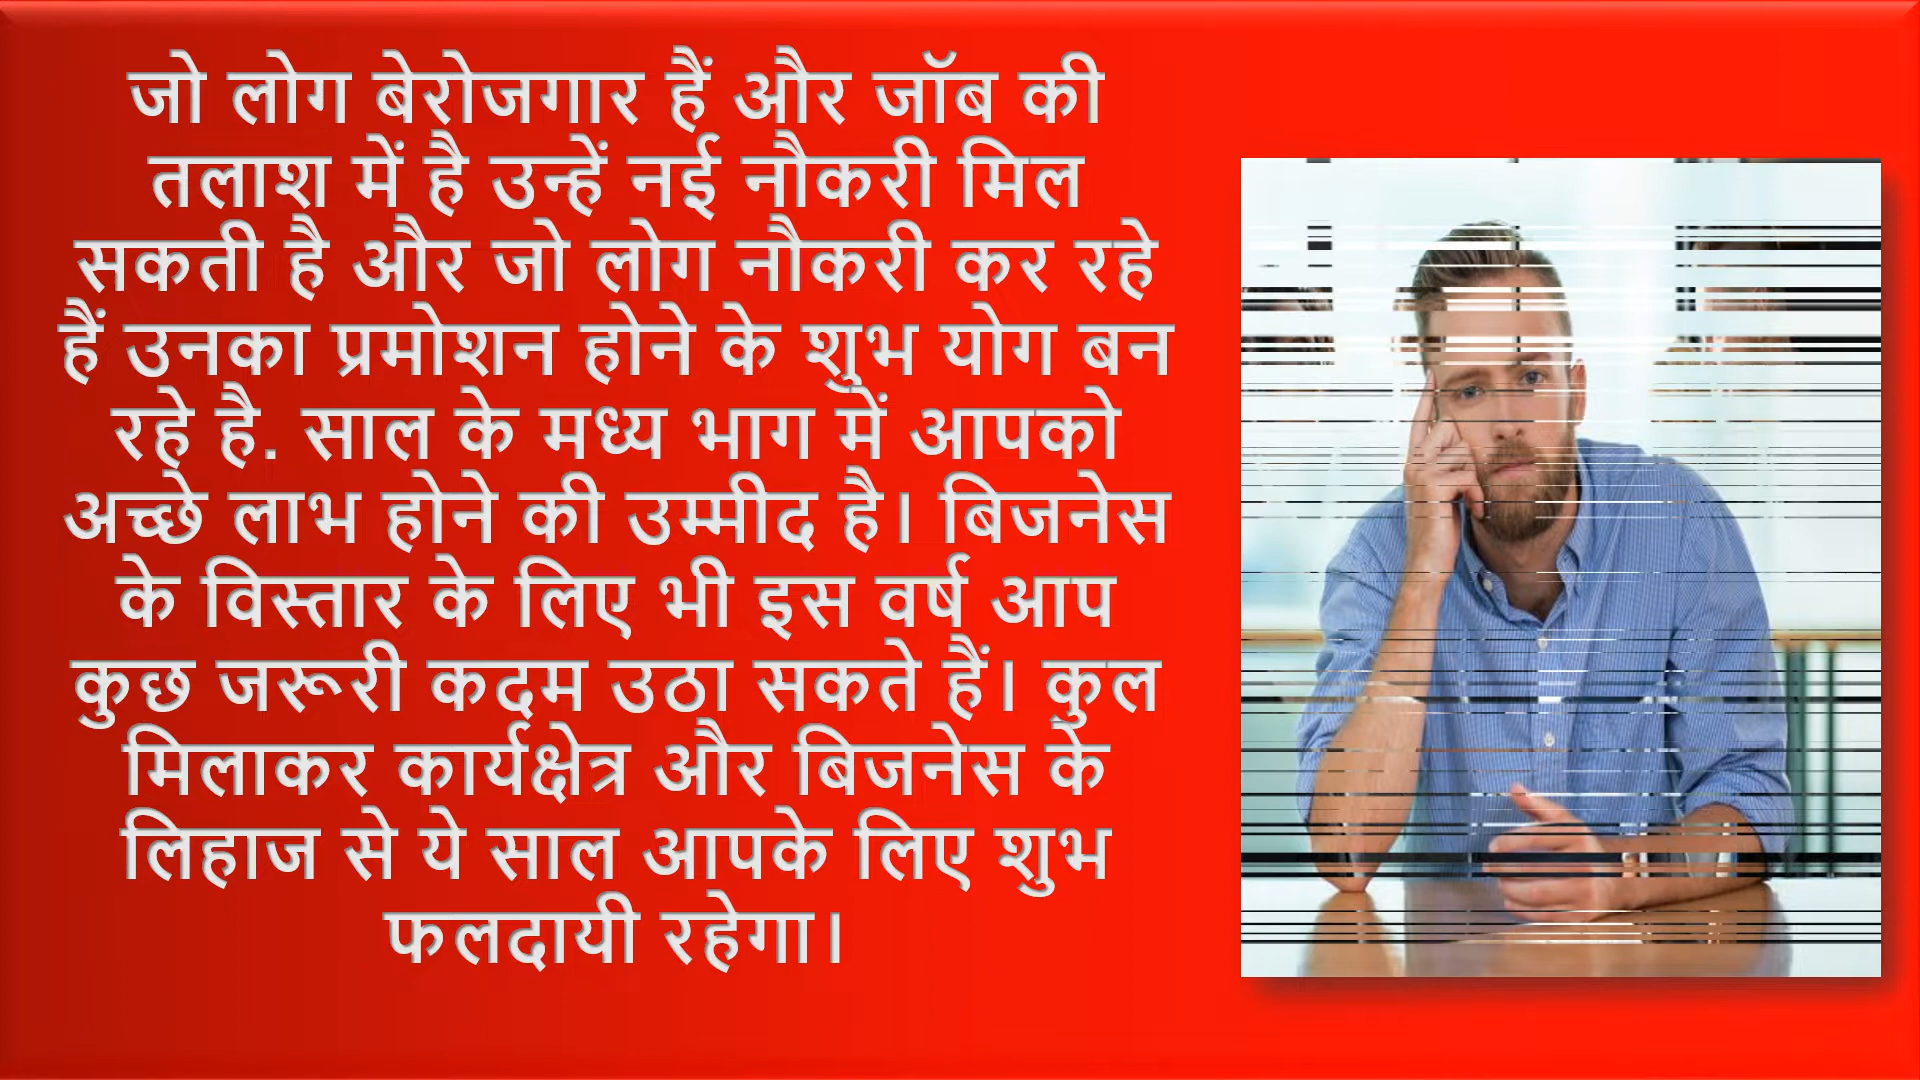 जो लोग बेरोजगार हैं और जॉब की
तलाश में है उन्हें नई नौकरी मिल
सकती है और जो लोग नौकरी कर रहे
हैं उनका प्रमोशन होने के शुभ योग बन
रहे है. साल के मध्य भाग में आपको
अच्छे लाभ होने की उम्मीद है। बिजनेस
के विस्तार के लिए भी इस वर्ष आप
कुछ जरूरी कदम उठा सकते हैं। कुल
मिलाकर कार्यक्षेत्र और बिजनेस के
लिहाज से ये साल आपके लिए शुभ
फलदायी रहेगा।